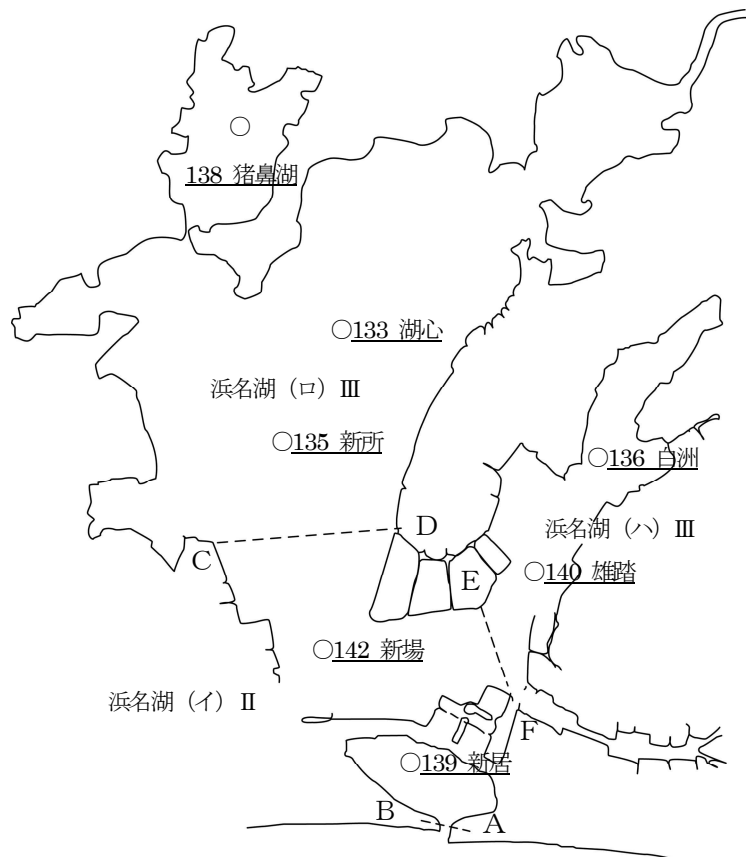 138 猪鼻湖
133 湖心
浜名湖（ロ）Ⅲ
135 新所
136 白洲
D
浜名湖（ハ）Ⅲ
C
E
140 雄踏
142 新場
浜名湖（イ）Ⅱ
F
139 新居
B
A